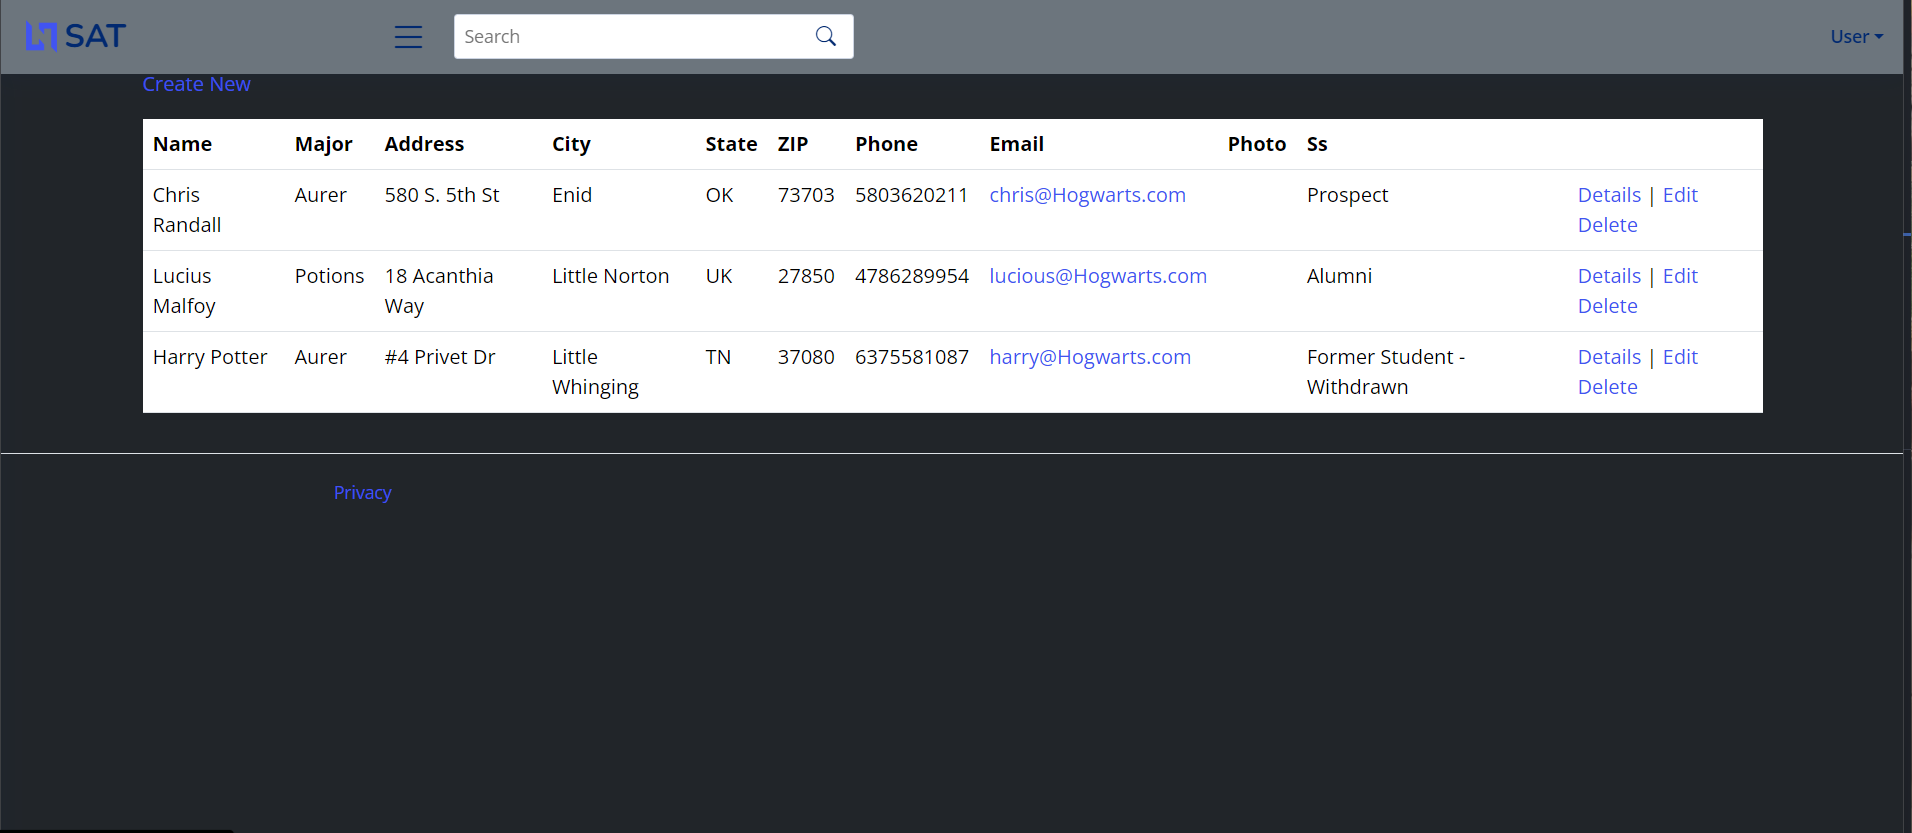 SAT Search User
Create New
Name Major Address City State ZIP Phone Email Photo Ss
Chris Aurer 580 S. 5th St Enid OK 73703 5803620211 chris@Hogwarts.com Prospect Details | Edit
Randall Delete
Lucius Potions 18 Acanthia Little Norton UK 27850 4786289954 lucious@Hogwarts.com Alumni Details | Edit
Malfoy Way Delete
Harry Potter Aurer #4 Privet Dr Little TN 37080 6375581087 harry@Hogwarts.com Former Student - Details | Edit
Whinging Withdrawn Delete
Privacy